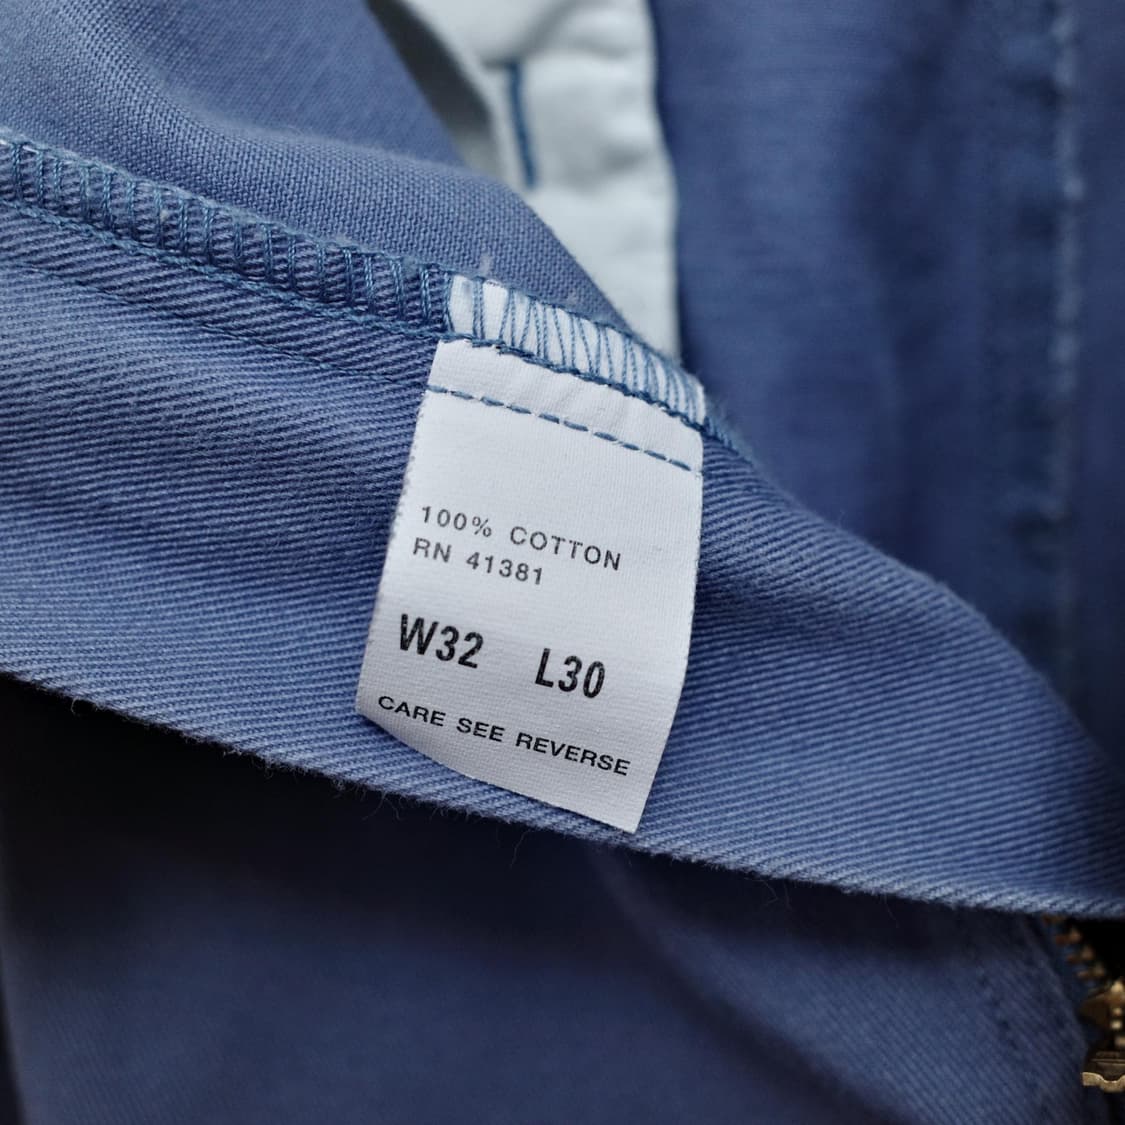 100% COTTON
RN 41381
W32 L30
CARE SEE REVERSE